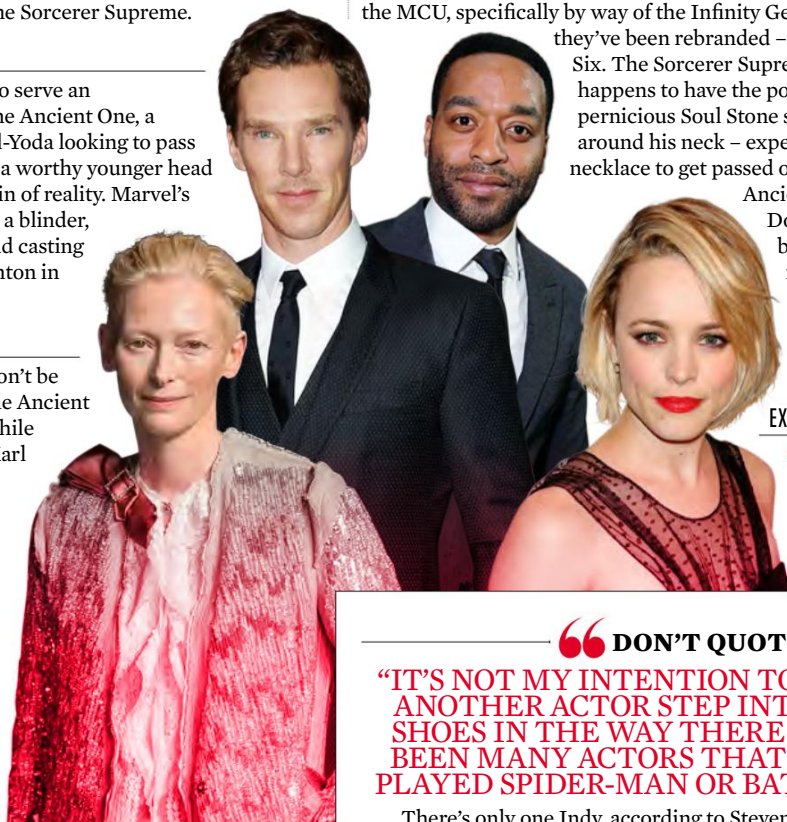 he Sorcerer Supreme.
o serve an
he Ancient One, a
l-Yoda looking to pass
a worthy younger head
in of reality. Marvel's
a blinder,
d casting
nton in
on't be
e Ancient
hile
arl
the MCU, specifically by way of the Infinity Ge
they've been rebranded –
Six. The Sorcerer Supre
happens to have the po
pernicious Soul Stone s
around his neck – expe
necklace to get passed o
Ancie
Do
b
EX
DON'T QUOT
“IT'S NOT MY INTENTION TO
ANOTHER ACTOR STEP INT
SHOES IN THE WAY THERE
BEEN MANY ACTORS THAT
PLAYED SPIDER-MAN OR BAT
There's only one Indy, according to Steven